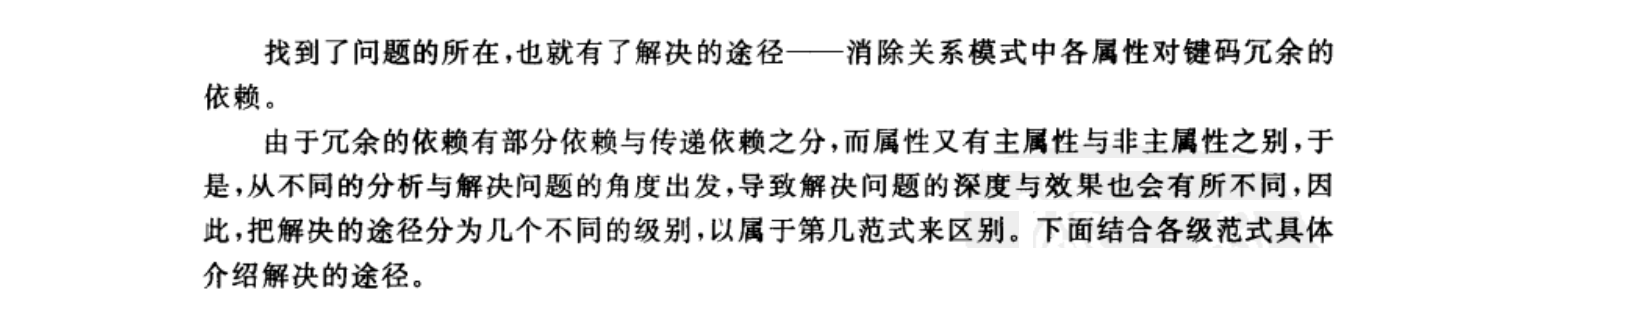 找到了问题的所在,也就有了解决的途径——消除关系模式中各属性对键码冗余的
依赖。
由于冗余的依赖有部分依赖与传递依赖之分,而属性又有主属性与非主属性之别,于
是,从不同的分析与解决问题的角度出发,导致解决问题的深度与效果也会有所不同,因
此,把解决的途径分为几个不同的级别,以属于第几范式来区别。下面结合各级范式具体
介绍解决的途径。